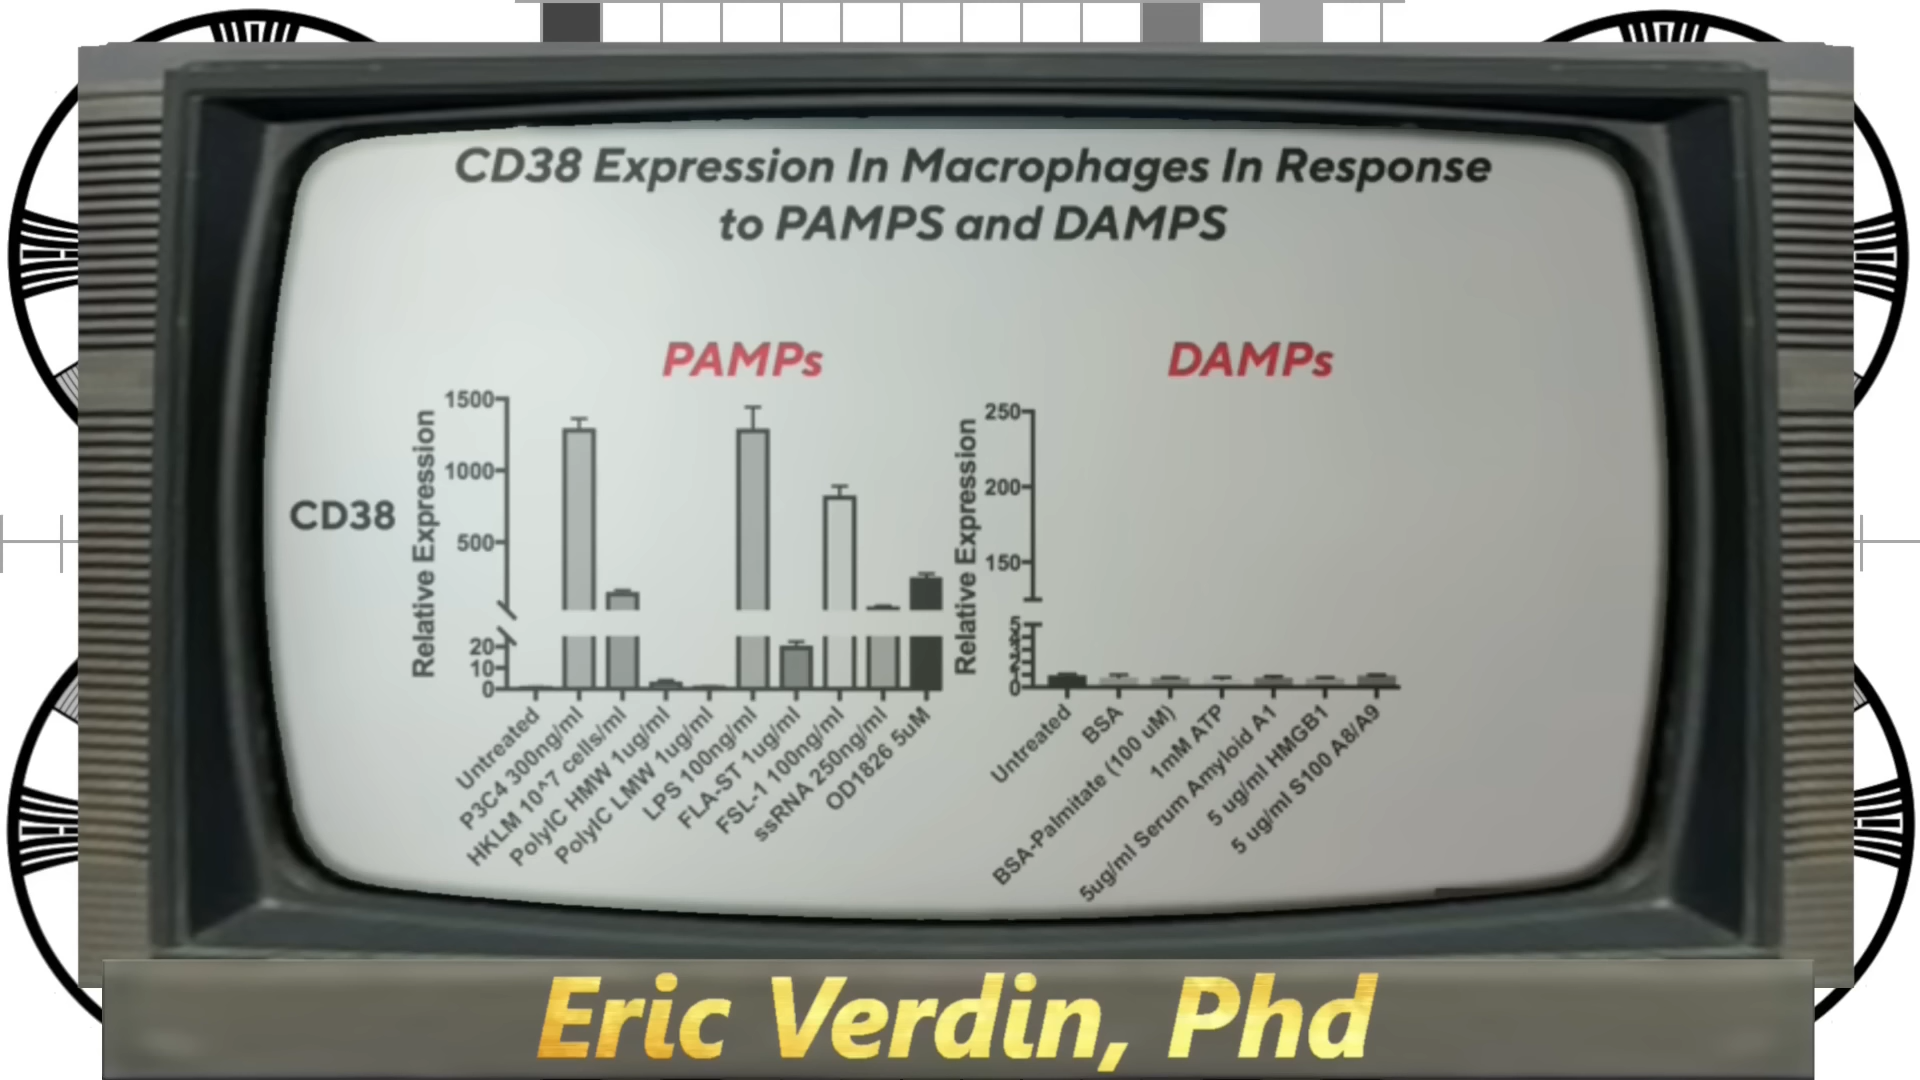 CD38 Expression In Macrophages In Response
to PAMPS and DAMPS
PAMPs
CD38
Relative Expression
1500
1000
500
20
10
0
Untreated
P3C4 300ng/ml
HKLM 10^7 cells/ml
PolyIC HMW 1ug/ml
PolyIC LMW 1ug/ml
LPS 100ng/ml
FLA-ST 1ug/ml
FSL-1 100ng/ml
ssRNA 250ng/ml
OD1826 5uM
DAMPs
Relative Expression
250
200
150
5
0
Untreated
BSA
BSA-Palmitate (100 uM)
1mM ATP
5ug/ml Serum Amyloid A1
5 ug/ml HMGB1
5 ug/ml S100 A8/A9
Eric Verdin, Phd